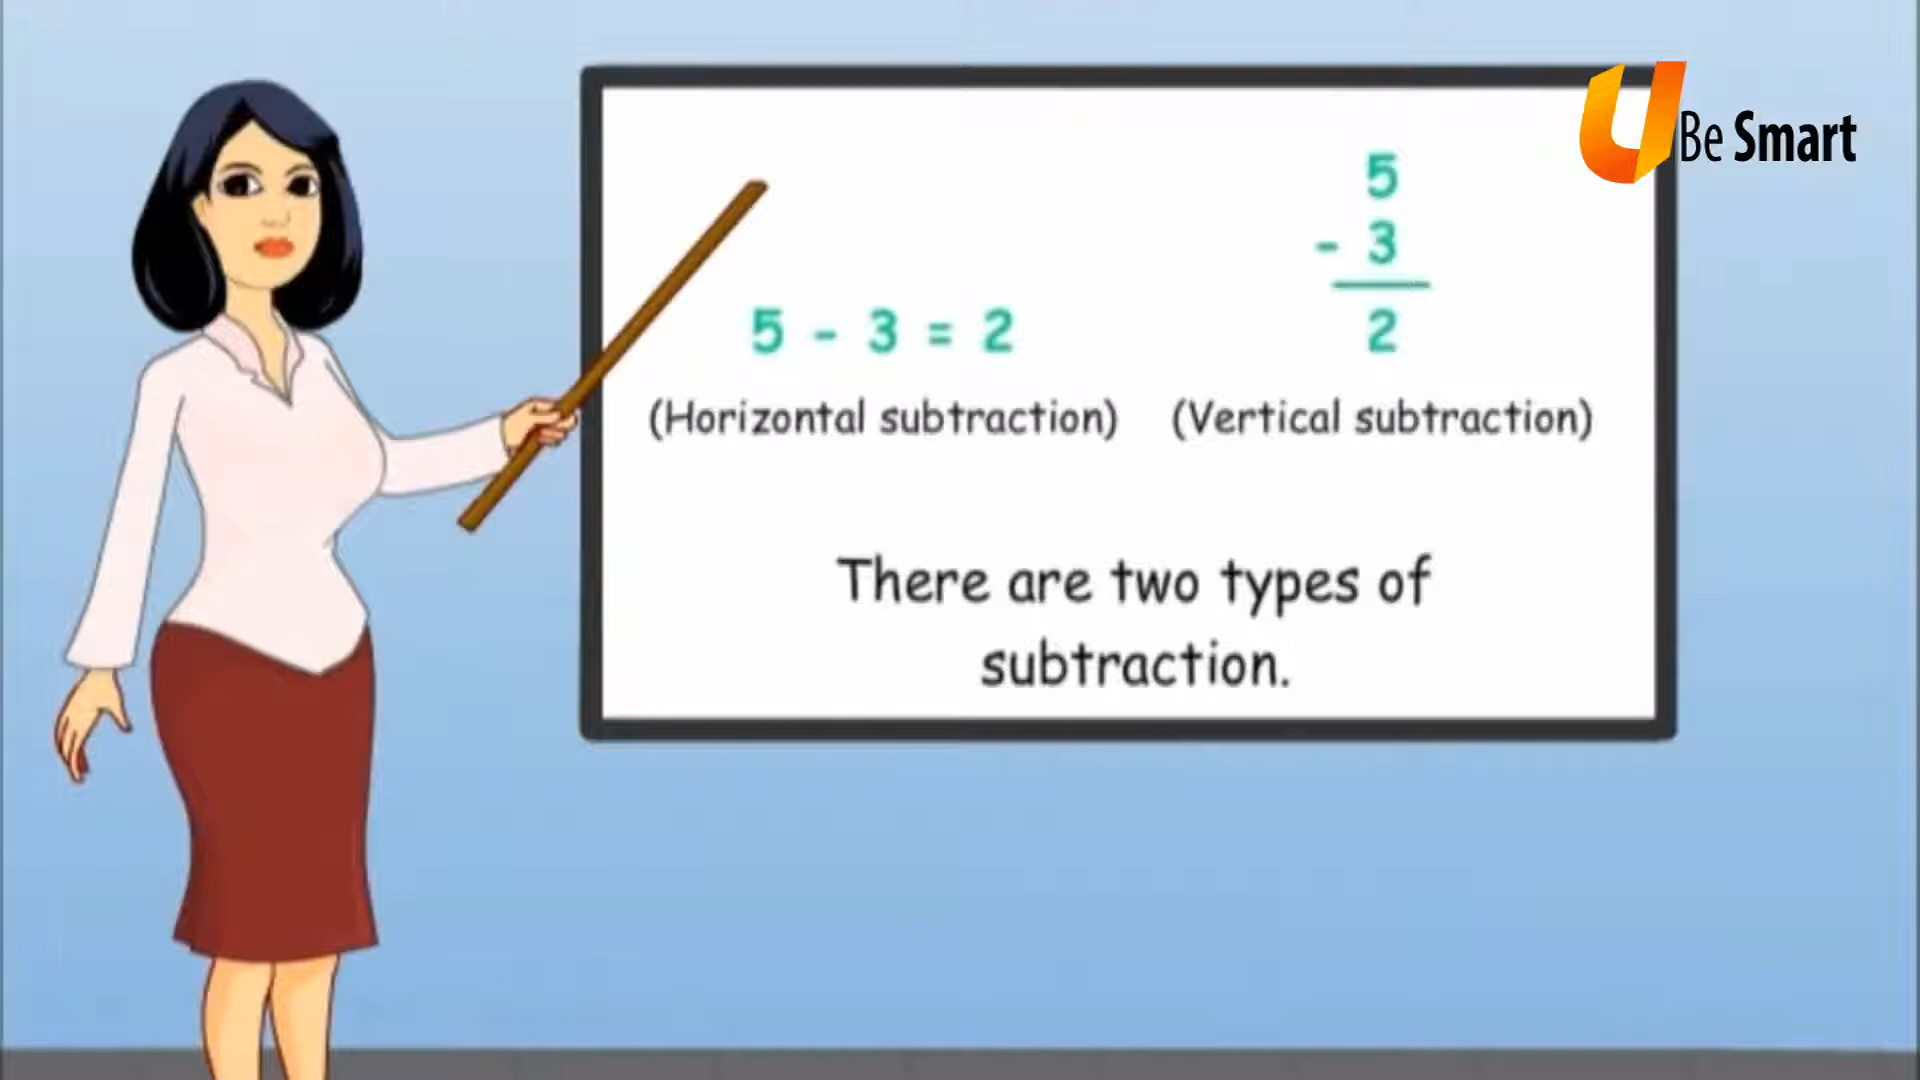 U Be Smart
5 - 3 = 2
(Horizontal subtraction)
5
- 3
2
(Vertical subtraction)
There are two types of
subtraction.